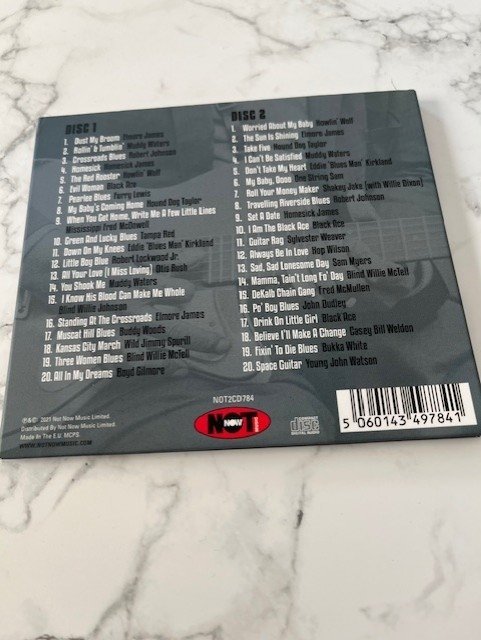 DISC 1
1. Dust My Broom Elmore James
2. Rollin' & Tumblin' Muddy Waters
3. Crossroads Blues Robert Johnson
4. Homesick Homesick James
5. The Red Rooster Howlin' Wolf
6. Evil Woman Black Ace
7. Pearlee Blues Furry Lewis
8. My Baby's Coming Home Hound Dog Taylor
9. When You Get Home, Write Me A Few Little Lines
Mississippi Fred McDowell
10. Green And Lucky Blues Tampa Red
11. Down On My Knees Eddie 'Blues Man' Kirkland
12. Little Boy Blue Robert Lockwood Jr.
13. All Your Love (I Miss Loving) Otis Rush
14. You Shook Me Muddy Waters
15. I Know His Blood Can Make Me Whole
Blind Willie Johnson
16. Standing At The Crossroads Elmore James
17. Muscat Hill Blues Buddy Woods
18. Kansas City March Wild Jimmy Spurill
19. Three Women Blues Blind Willie McTell
20. All In My Dreams Boyd Gilmore
DISC 2
1. Worried About My Baby Howlin' Wolf
2. The Sun Is Shining Elmore James
3. Take Five Hound Dog Taylor
4. I Can't Be Satisfied Muddy Waters
5. Don't Take My Heart Eddie 'Blues Man' Kirkland
6. My Baby, Oooo One String Sam
7. Roll Your Money Maker Shakey Jake (with Willie Dixon)
8. Travelling Riverside Blues Robert Johnson
9. Set A Date Homesick James
10. I Am The Black Ace Black Ace
11. Guitar Rag Sylvester Weaver
12. Always Be In Love Hop Wilson
13. Sad, Sad Lonesome Day Sam Myers
14. Mamma, Tain't Long Fo' Day Blind Willie McTell
15. DeKalb Chain Gang Fred McMullen
16. Po' Boy Blues John Dudley
17. Drink On Little Girl Black Ace
18. Believe I'll Make A Change Casey Bill Weldon
19. Fixin' To Die Blues Bukka White
20. Space Guitar Young John Watson
℗&© 2021 Not Now Music Limited.
Distributed By Not Now Music Limited.
Made In The E.U. MCPS.
WWW.NOTNOWMUSIC.COM
NOT2CD784
NOT NOW MUSIC
COMPACT
disc
DIGITAL AUDIO
5 060143 497841